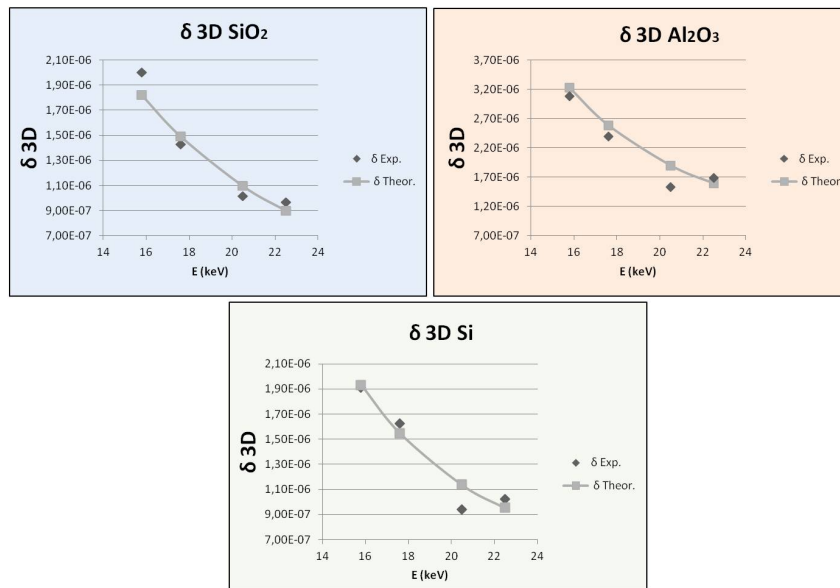 δ 3D SiO₂
2,10E-06
1,90E-06
1,70E-06
1,50E-06
1,30E-06
1,10E-06
9,00E-07
7,00E-07
δ 3D
14 16 18 20 22 24
E (keV)
δ Exp.
δ Theor.
δ 3D Al₂O₃
3,70E-06
3,20E-06
2,70E-06
2,20E-06
1,70E-06
1,20E-06
7,00E-07
δ 3D
14 16 18 20 22 24
E (keV)
δ Exp.
δ Theor.
δ 3D Si
2,10E-06
1,90E-06
1,70E-06
1,50E-06
1,30E-06
1,10E-06
9,00E-07
7,00E-07
δ 3D
14 16 18 20 22 24
E (keV)
δ Exp.
δ Theor.